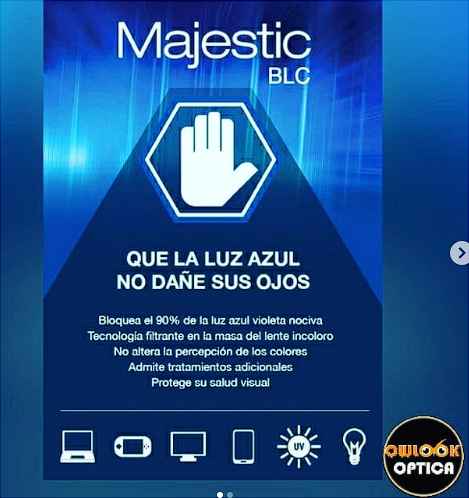 Majestic
BLC
QUE LA LUZ AZUL
NO DAÑE SUS OJOS
Bloquea el 90% de la luz azul violeta nociva
Tecnología filtrante en la masa del lente incoloro
No altera la percepción de los colores
Admite tratamientos adicionales
Protege su salud visual
UV
OWLOOK
OPTICA